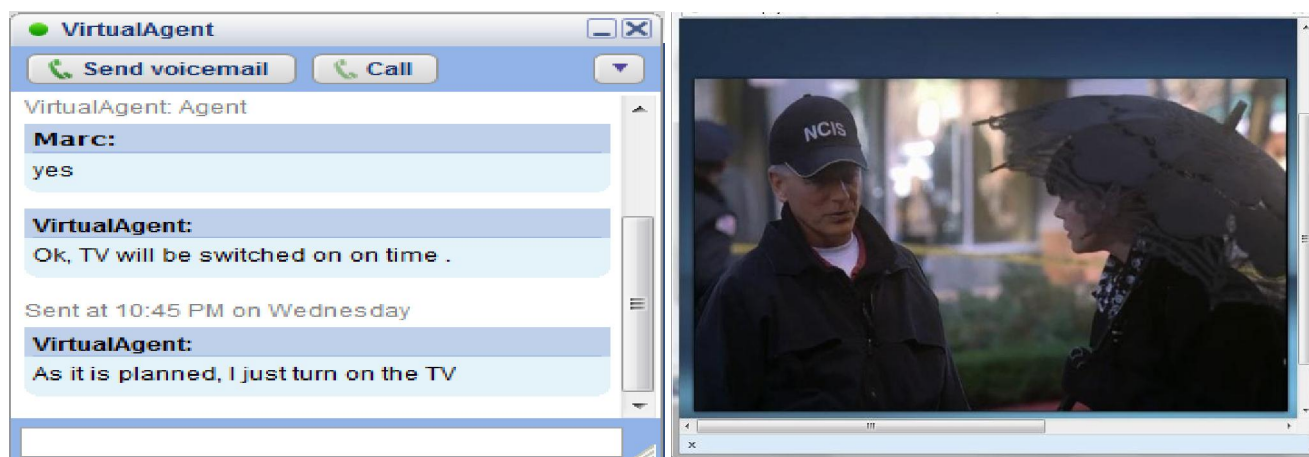 VirtualAgent
Send voicemail
Call
VirtualAgent: Agent
Marc:
yes
VirtualAgent:
Ok, TV will be switched on on time .
Sent at 10:45 PM on Wednesday
VirtualAgent:
As it is planned, I just turn on the TV
NCIS